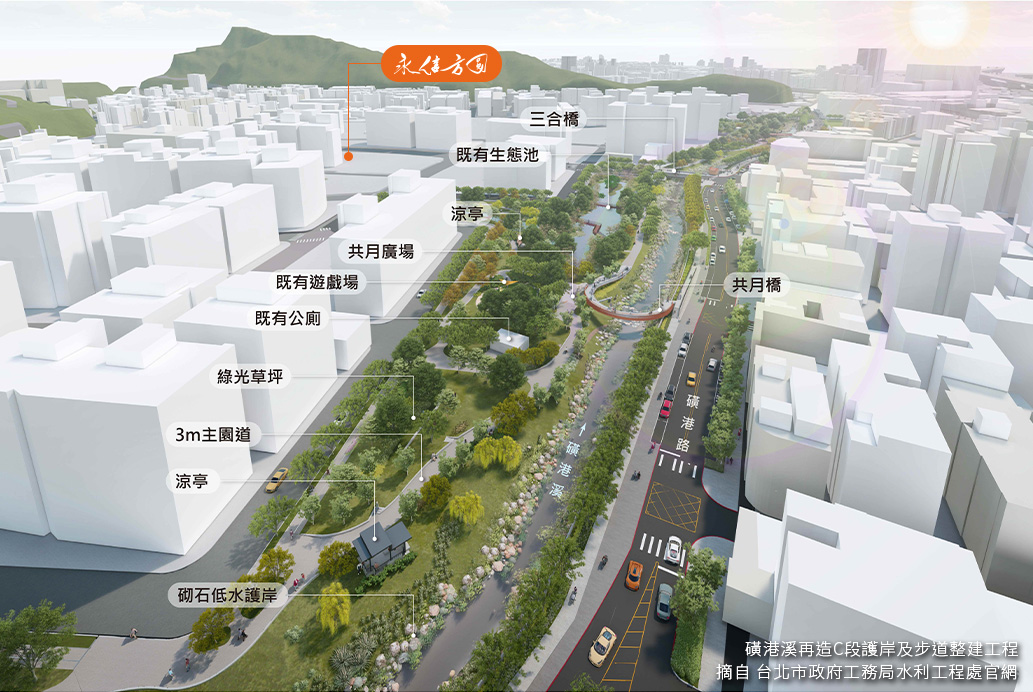 永佳方圓
三合橋
既有生態池
涼亭
共月廣場
既有遊戲場
共月橋
既有公廁
綠光草坪
磺港路
3m主園道
磺港溪
涼亭
砌石低水護岸
磺港溪再造C段護岸及步道整建工程
摘自 台北市政府工務局水利工程處官網